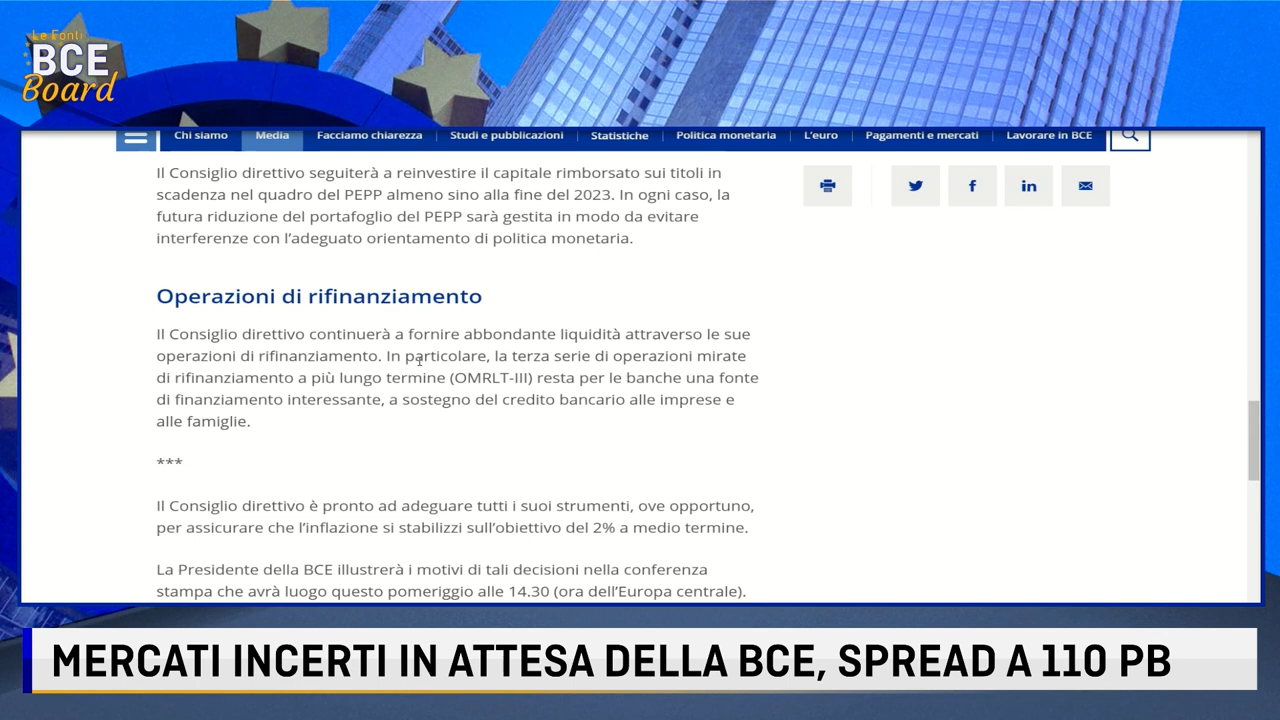 Le Fonti
BCE
Board
Chi siamo
Media
Facciamo chiarezza
Studi e pubblicazioni
Statistiche
Politica monetaria
L'euro
Pagamenti e mercati
Lavorare in BCE
Il Consiglio direttivo seguiterà a reinvestire il capitale rimborsato sui titoli in
scadenza nel quadro del PEPP almeno sino alla fine del 2023. In ogni caso, la
futura riduzione del portafoglio del PEPP sarà gestita in modo da evitare
interferenze con l'adeguato orientamento di politica monetaria.
Operazioni di rifinanziamento
Il Consiglio direttivo continuerà a fornire abbondante liquidità attraverso le sue
operazioni di rifinanziamento. In particolare, la terza serie di operazioni mirate
di rifinanziamento a più lungo termine (OMRLT-III) resta per le banche una fonte
di finanziamento interessante, a sostegno del credito bancario alle imprese e
alle famiglie.
***
Il Consiglio direttivo è pronto ad adeguare tutti i suoi strumenti, ove opportuno,
per assicurare che l'inflazione si stabilizzi sull'obiettivo del 2% a medio termine.
La Presidente della BCE illustrerà i motivi di tali decisioni nella conferenza
stampa che avrà luogo questo pomeriggio alle 14.30 (ora dell'Europa centrale).
MERCATI INCERTI IN ATTESA DELLA BCE, SPREAD A 110 PB